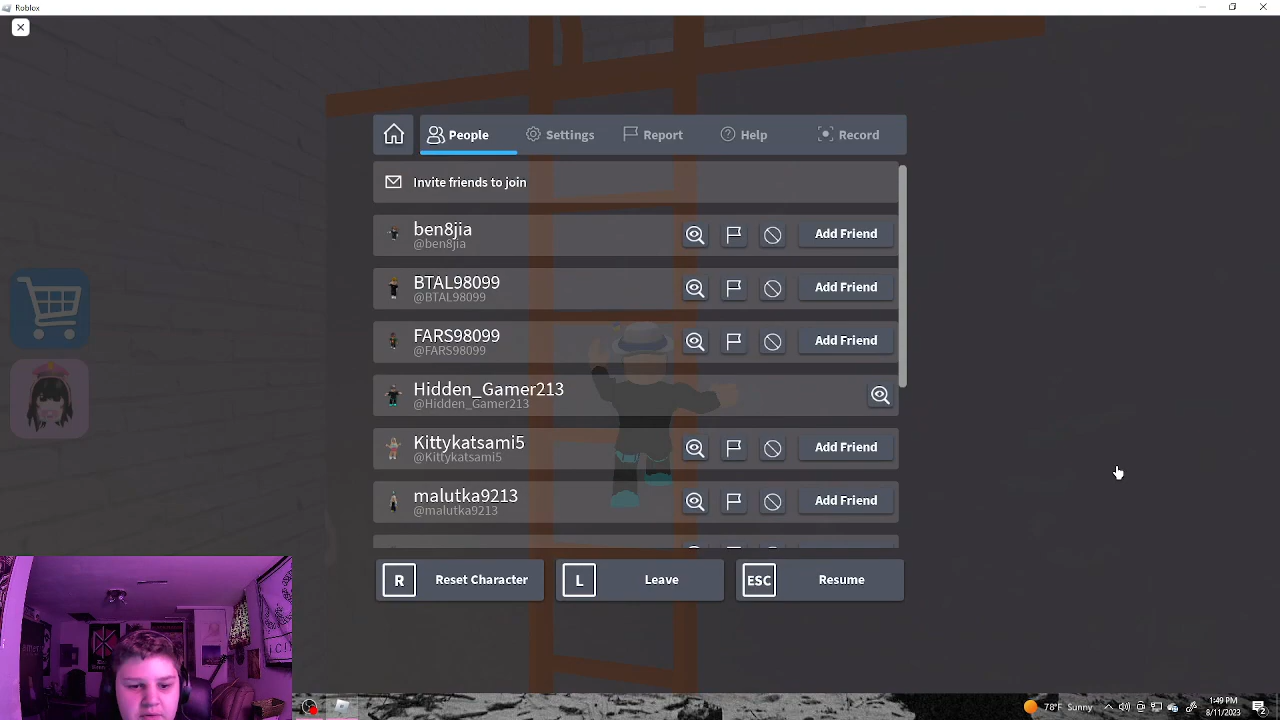 Roblox
People
Settings
Report
Help
Record
Invite friends to join
ben8jia
@ben8jia
Add Friend
BTAL98099
@BTAL98099
Add Friend
FARS98099
@FARS98099
Add Friend
Hidden_Gamer213
@Hidden_Gamer213
Kittykatsami5
@Kittykatsami5
Add Friend
malutka9213
@malutka9213
Add Friend
R Reset Character
L Leave
ESC Resume
78°F Sunny
1:49 PM
8/11/2023
2